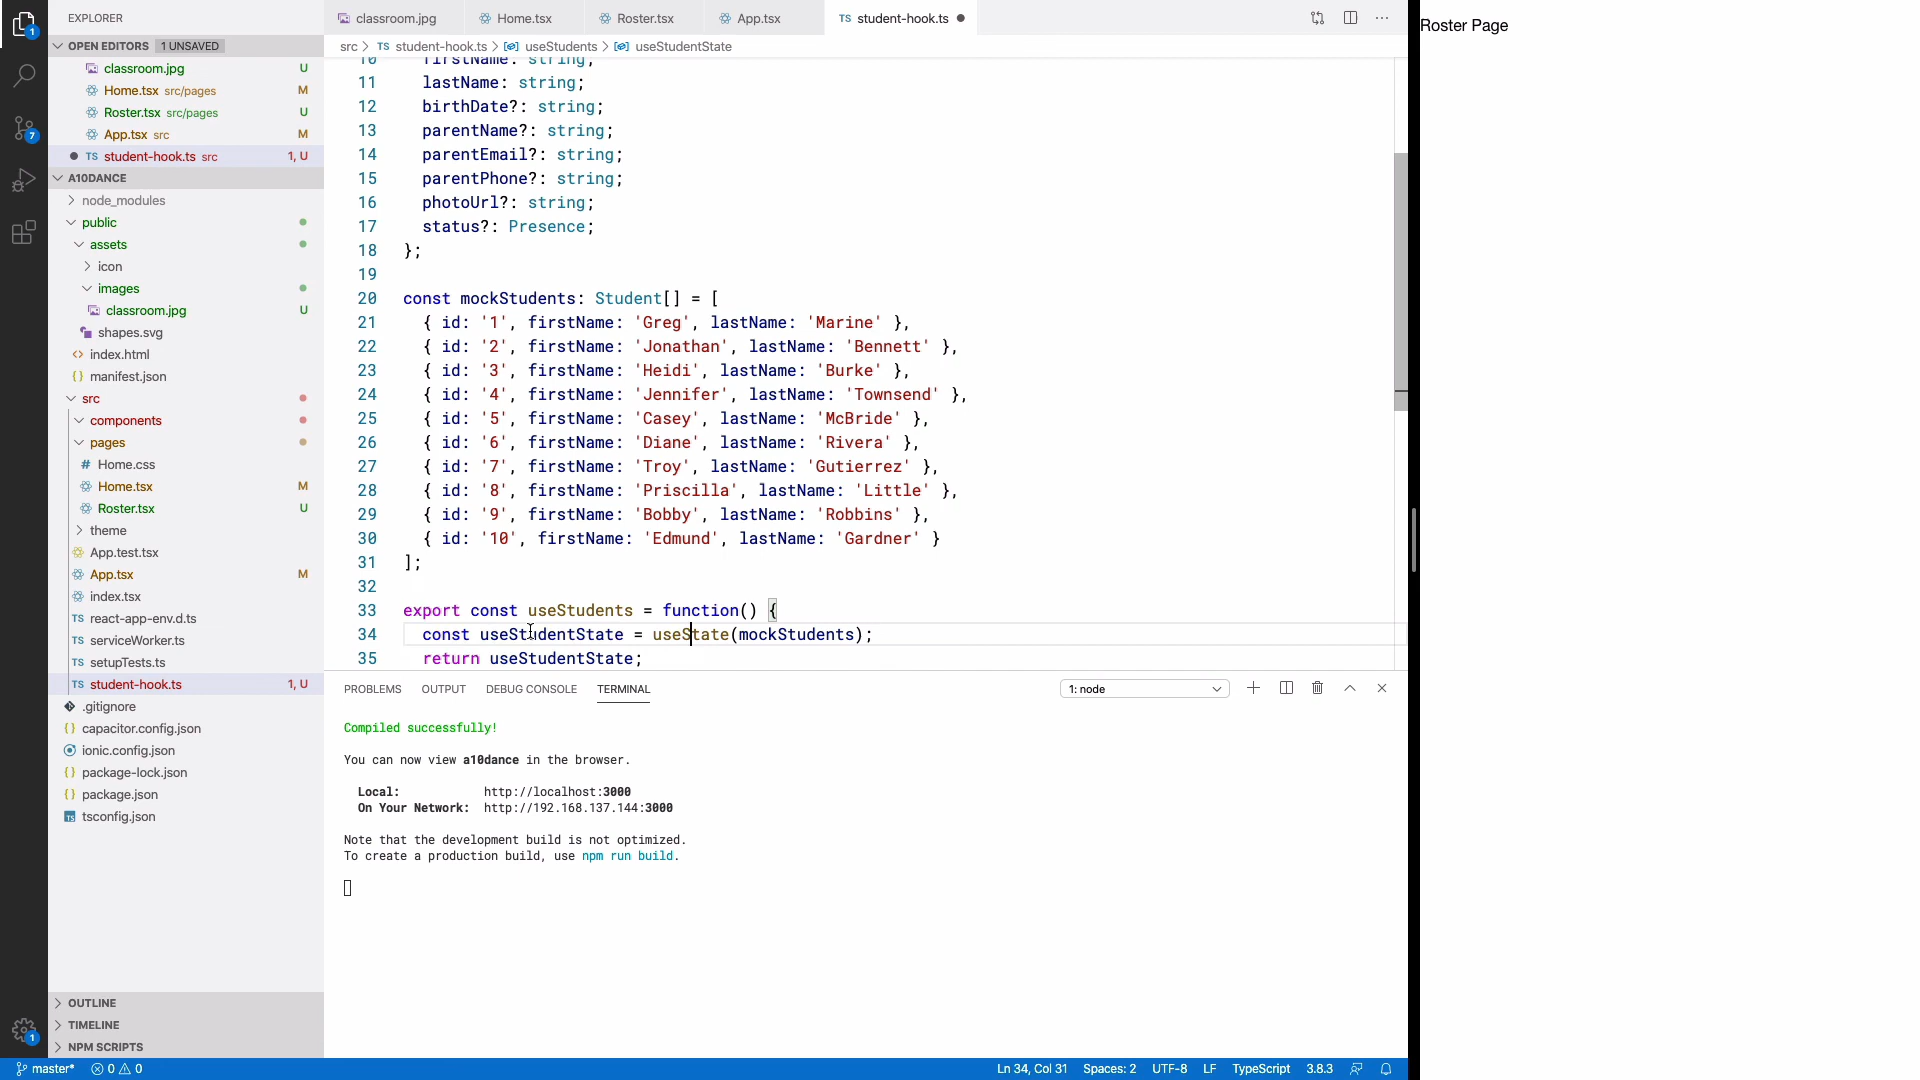 EXPLORER
OPEN EDITORS 1 UNSAVED
classroom.jpg U
Home.tsx src/pages M
Roster.tsx src/pages U
App.tsx src M
TS student-hook.ts src 1, U
A10DANCE
node_modules
public
assets
icon
images
classroom.jpg U
shapes.svg
<> index.html
{} manifest.json
src
components
pages
# Home.css
Home.tsx M
Roster.tsx U
theme
App.test.tsx
App.tsx M
index.tsx
TS react-app-env.d.ts
TS serviceWorker.ts
TS setupTests.ts
TS student-hook.ts 1, U
.gitignore
{} capacitor.config.json
ionic.config.json
{} package-lock.json
{} package.json
tsconfig.json
OUTLINE
TIMELINE
NPM SCRIPTS
1
7
1
classroom.jpg Home.tsx Roster.tsx App.tsx TS student-hook.ts
src > TS student-hook.ts > useStudents > useStudentState
10 firstName: string;
11 lastName: string;
12 birthDate?: string;
13 parentName?: string;
14 parentEmail?: string;
15 parentPhone?: string;
16 photoUrl?: string;
17 status?: Presence;
18 };
19
20 const mockStudents: Student[] = [
21 { id: '1', firstName: 'Greg', lastName: 'Marine' },
22 { id: '2', firstName: 'Jonathan', lastName: 'Bennett' },
23 { id: '3', firstName: 'Heidi', lastName: 'Burke' },
24 { id: '4', firstName: 'Jennifer', lastName: 'Townsend' },
25 { id: '5', firstName: 'Casey', lastName: 'McBride' },
26 { id: '6', firstName: 'Diane', lastName: 'Rivera' },
27 { id: '7', firstName: 'Troy', lastName: 'Gutierrez' },
28 { id: '8', firstName: 'Priscilla', lastName: 'Little' },
29 { id: '9', firstName: 'Bobby', lastName: 'Robbins' },
30 { id: '10', firstName: 'Edmund', lastName: 'Gardner' }
31 ];
32
33 export const useStudents = function() {
34 const useStudentState = useState(mockStudents);
35 return useStudentState;
PROBLEMS OUTPUT DEBUG CONSOLE TERMINAL 1: node
Compiled successfully!
You can now view a10dance in the browser.
Local: http://localhost:3000
On Your Network: http://192.168.137.144:3000
Note that the development build is not optimized.
To create a production build, use npm run build.
master* 0 0 Ln 34, Col 31 Spaces: 2 UTF-8 LF TypeScript 3.8.3
Roster Page